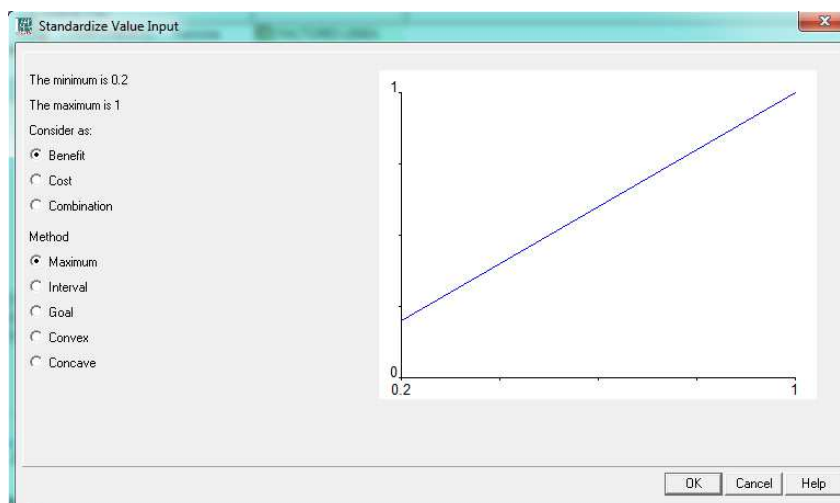 Standardize Value Input
The minimum is 0.2
The maximum is 1
Consider as:
Benefit
Cost
Combination
Method
Maximum
Interval
Goal
Convex
Concave
1
0
0.2
1
OK
Cancel
Help